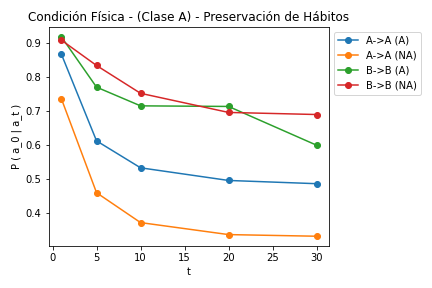 Condición Física - (Clase A) - Preservación de Hábitos
P ( a_0 | a_t )
0.9
0.8
0.7
0.6
0.5
0.4
0 5 10 15 20 25 30
t
A->A (A)
A->A (NA)
B->B (A)
B->B (NA)